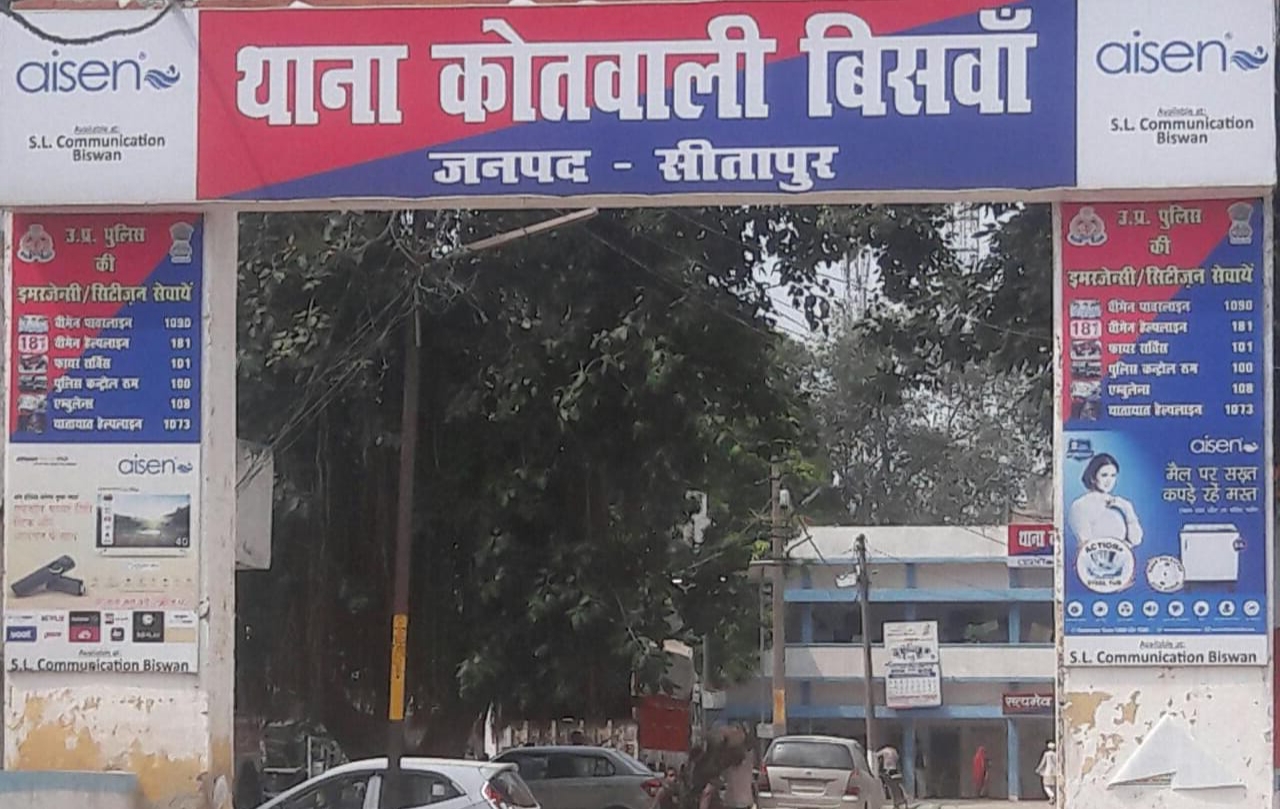 aisen
Available at:
S.L. Communication
Biswan
थाना कोतवाली बिसवाँ
जनपद - सीतापुर
aisen
Available at:
S.L. Communication
Biswan
उ.प्र. पुलिस
की
इमरजेन्सी/सिटीज़न सेवायें
वीमेन पावरलाइन 1090
181 वीमेन हेल्पलाइन 181
फायर सर्विस 101
पुलिस कन्ट्रोल रुम 100
एम्बुलेन्स 108
यातायात हेल्पलाइन 1073
aisen
Available at:
S.L. Communication Biswan
उ.प्र. पुलिस
की
इमरजेन्सी/सिटीज़न सेवायें
वीमेन पावरलाइन 1090
181 वीमेन हेल्पलाइन 181
फायर सर्विस 101
पुलिस कन्ट्रोल रुम 100
एम्बुलेन्स 108
यातायात हेल्पलाइन 1073
aisen
मैल पर सख़्त
कपड़े रहें मस्त
Available at:
S.L. Communication Biswan
थाना
सत्यमेव